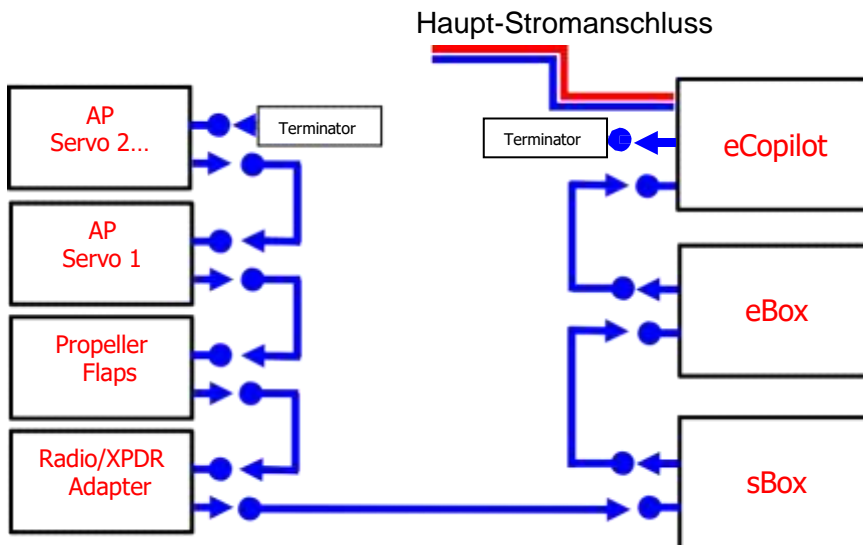 Haupt-Stromanschluss
AP
Servo 2...
Terminator
Terminator
eCopilot
AP
Servo 1
eBox
Propeller
Flaps
Radio/XPDR
Adapter
sBox